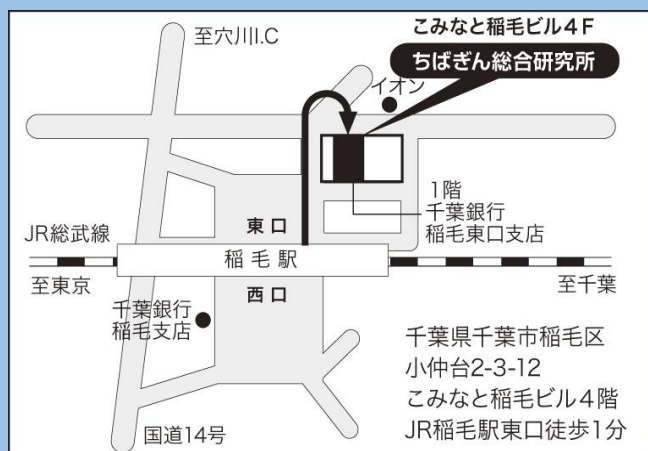 至穴川I.C
こみなと稲毛ビル4F
ちばぎん総合研究所
イオン
1階
千葉銀行
稲毛東口支店
東口
JR総武線
稲毛駅
至東京
西口
至千葉
千葉銀行
稲毛支店
国道14号
千葉県千葉市稲毛区
小仲台2-3-12
こみなと稲毛ビル4階
JR稲毛駅東口徒歩1分